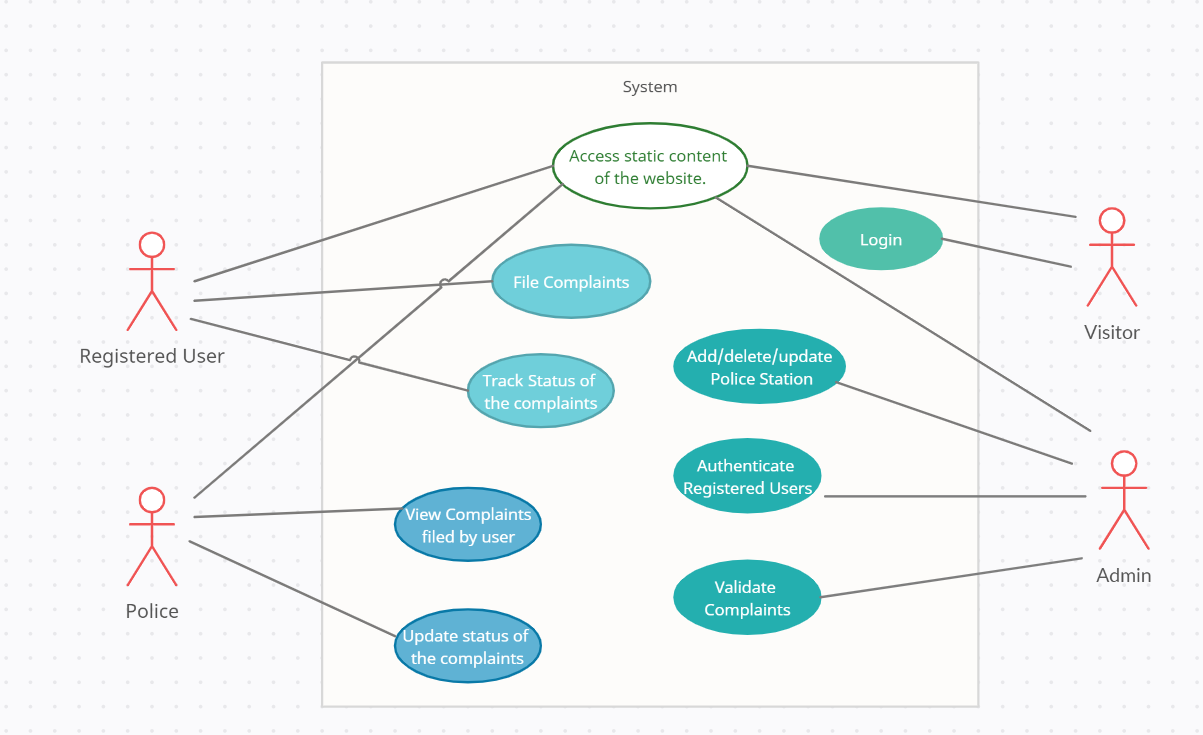 System
Access static content
of the website.
Login
File Complaints
Registered User
Visitor
Add/delete/update
Police Station
Track Status of
the complaints
Authenticate
Registered Users
View Complaints
filed by user
Admin
Police
Validate
Complaints
Update status of
the complaints